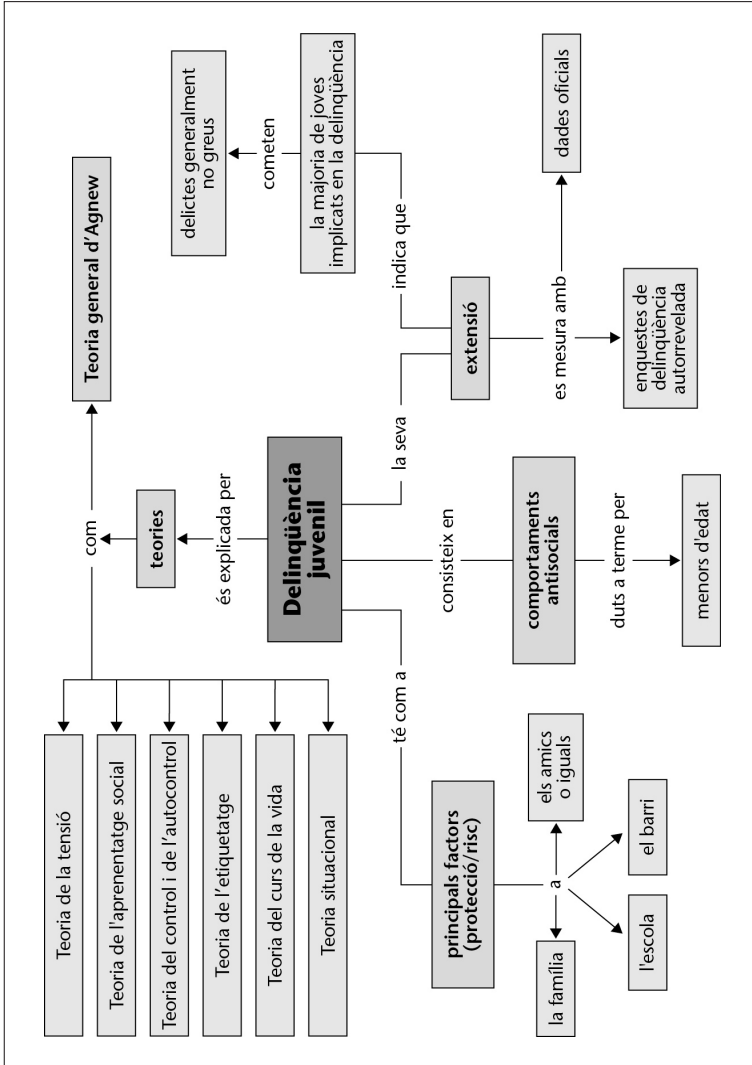 Teoria de la tensió
Teoria de l'aprenentatge social
Teoria del control i de l'autocontrol
Teoria de l'etiquetatge
Teoria del curs de la vida
Teoria situacional
com
Teoria general d'Agnew
teories
és explicada per
Delinqüència
juvenil
té com a
principals factors
(protecció/risc)
a
la família
els amics
o iguals
l'escola
el barri
consisteix en
comportaments
antisocials
duts a terme per
menors d'edat
la seva
extensió
indica que
la majoria de joves
implicats en la delinqüència
cometen
delictes generalment
no greus
es mesura amb
enquestes de
delinqüència
autorrevelada
dades oficials